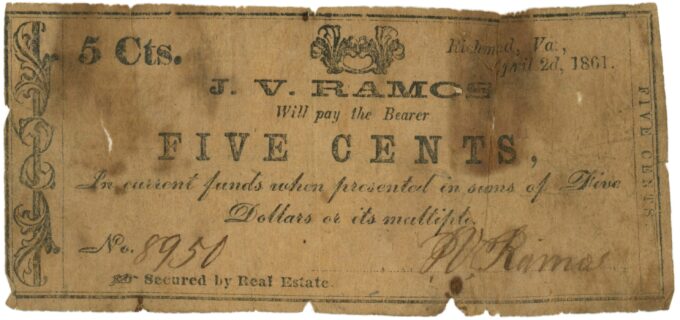 5 Cts.
Richmond, Va.,
April 2d, 1861.
J. V. RAMOS
Will pay the Bearer
FIVE CENTS,
In current funds when presented in sums of Five
Dollars or its multiple.
No. 8950
J V Ramos
Secured by Real Estate.
FIVE CENTS